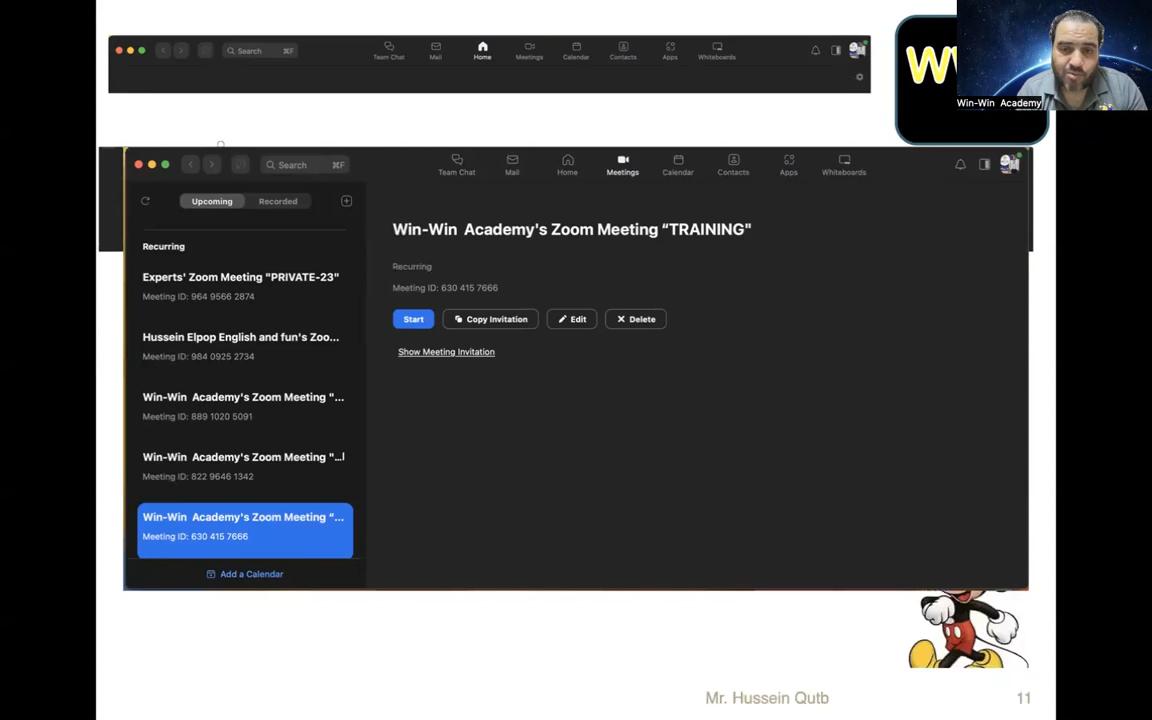 Search ⌘F
Team Chat
Mail
Home
Meetings
Calendar
Contacts
Apps
Whiteboards
Win-Win Academy
Search ⌘F
Team Chat
Mail
Home
Meetings
Calendar
Contacts
Apps
Whiteboards
Upcoming
Recorded
Recurring
Experts' Zoom Meeting "PRIVATE-23"
Meeting ID: 964 9566 2874
Hussein Elpop English and fun's Zoo...
Meeting ID: 984 0925 2734
Win-Win Academy's Zoom Meeting "...
Meeting ID: 889 1020 5091
Win-Win Academy's Zoom Meeting "...
Meeting ID: 822 9646 1342
Win-Win Academy's Zoom Meeting “...
Meeting ID: 630 415 7666
Add a Calendar
Win-Win Academy's Zoom Meeting “TRAINING"
Recurring
Meeting ID: 630 415 7666
Start
Copy Invitation
Edit
Delete
Show Meeting Invitation
Mr. Hussein Qutb
11